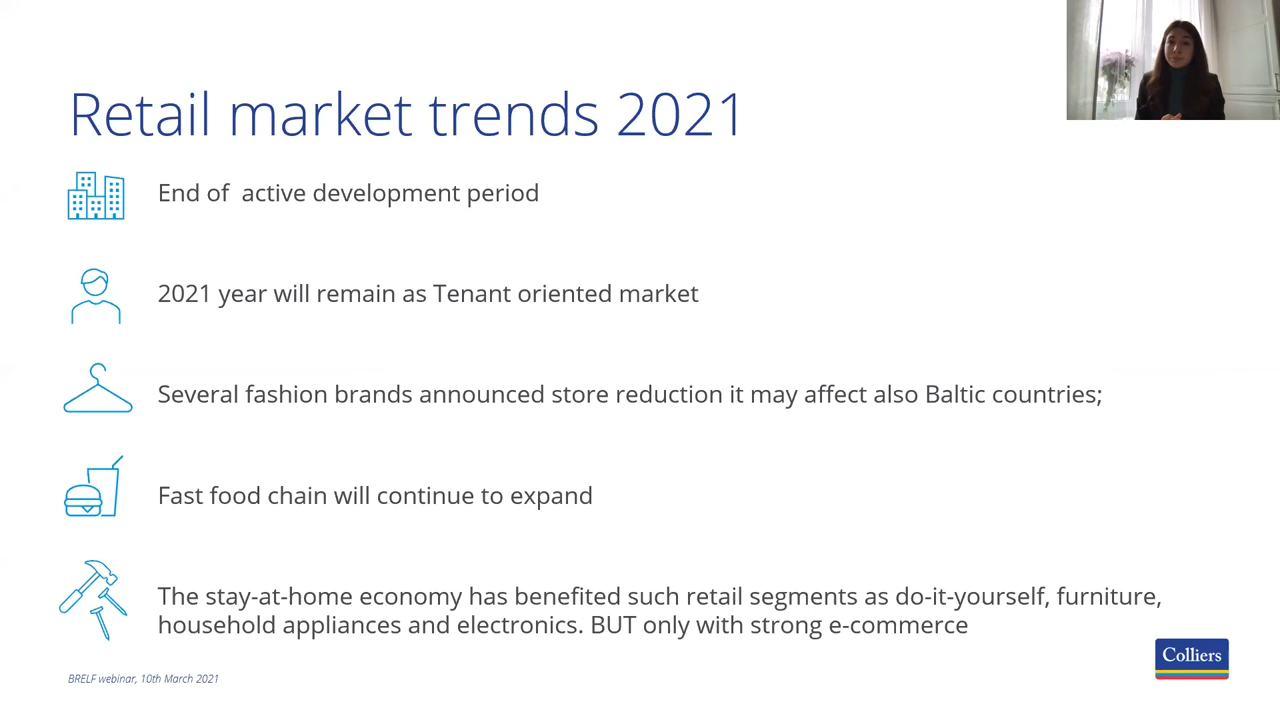 Retail market trends 2021
End of  active development period
2021 year will remain as Tenant oriented market
Several fashion brands announced store reduction it may affect also Baltic countries;
Fast food chain will continue to expand
The stay-at-home economy has benefited such retail segments as do-it-yourself, furniture,
household appliances and electronics. BUT only with strong e-commerce
Colliers
BRELF webinar, 10th March 2021